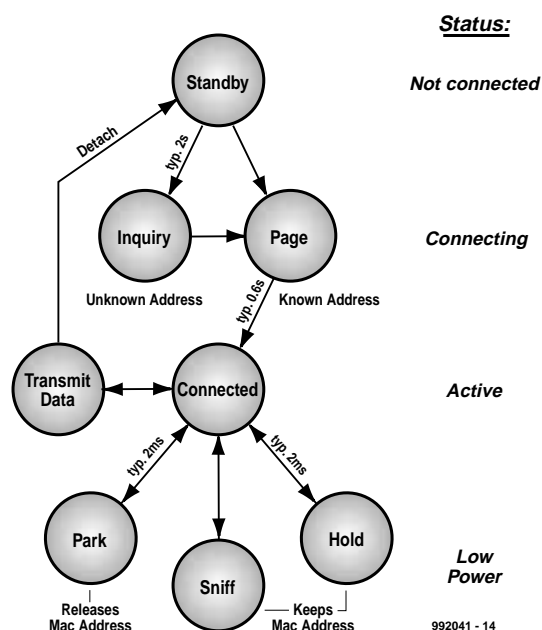 Status:
Standby
Not connected
Detach
typ. 2s
Inquiry
Page
Connecting
Unknown Address
Known Address
typ. 0.6s
Transmit
Data
Connected
Active
typ. 2ms
typ. 2ms
Park
Sniff
Hold
Low
Power
Releases
Mac Address
Keeps
Mac Address
992041 - 14